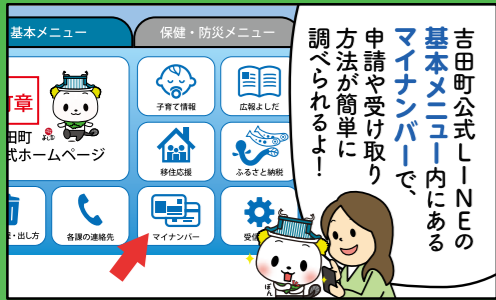 基本メニュー
保健・防災メニュー
町章
田町
式ホームページ
子育て情報
広報よしだ
移住応援
ふるさと納税
・出し方
各課の連絡先
マイナンバー
受信
吉田町公式LINEの
基本メニュー内にある
マイナンバーで、
申請や受け取り
方法が簡単に
調べられるよ！